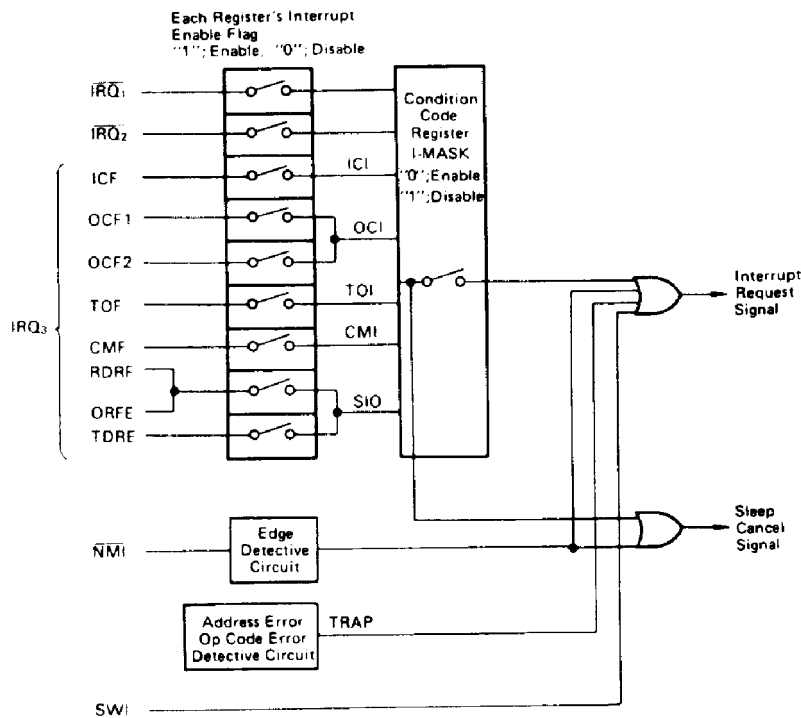 Each Register's Interrupt
Enable Flag
"1"; Enable, "0"; Disable
IRQ1
IRQ2
ICF
OCF1
OCF2
TOF
CMF
RDRF
ORFE
TDRE
IRQ3
ICI
OCI
TOI
CMI
SIO
Condition
Code
Register
I-MASK
"0";Enable
"1";Disable
Interrupt
Request
Signal
Sleep
Cancel
Signal
NMI
Edge
Detective
Circuit
Address Error
Op Code Error
Detective Circuit
TRAP
SWI